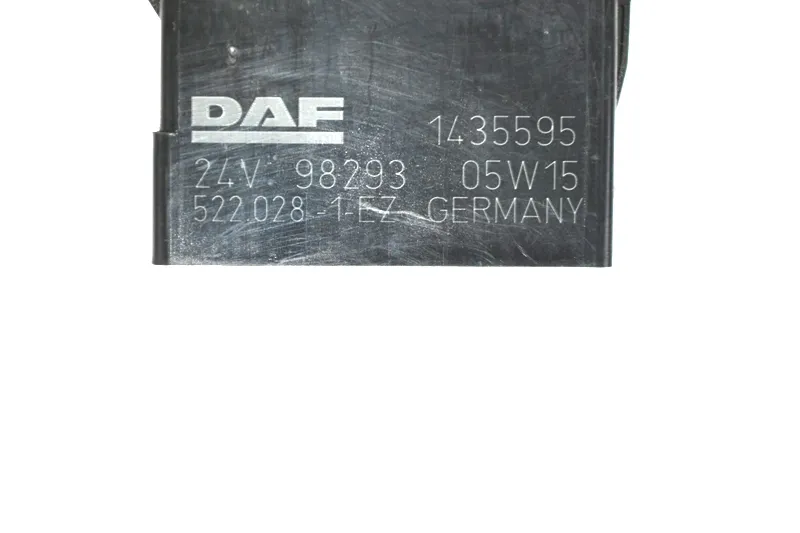 DAF 1435595
24V 98293 05W15
522.028 -1-EZ GERMANY